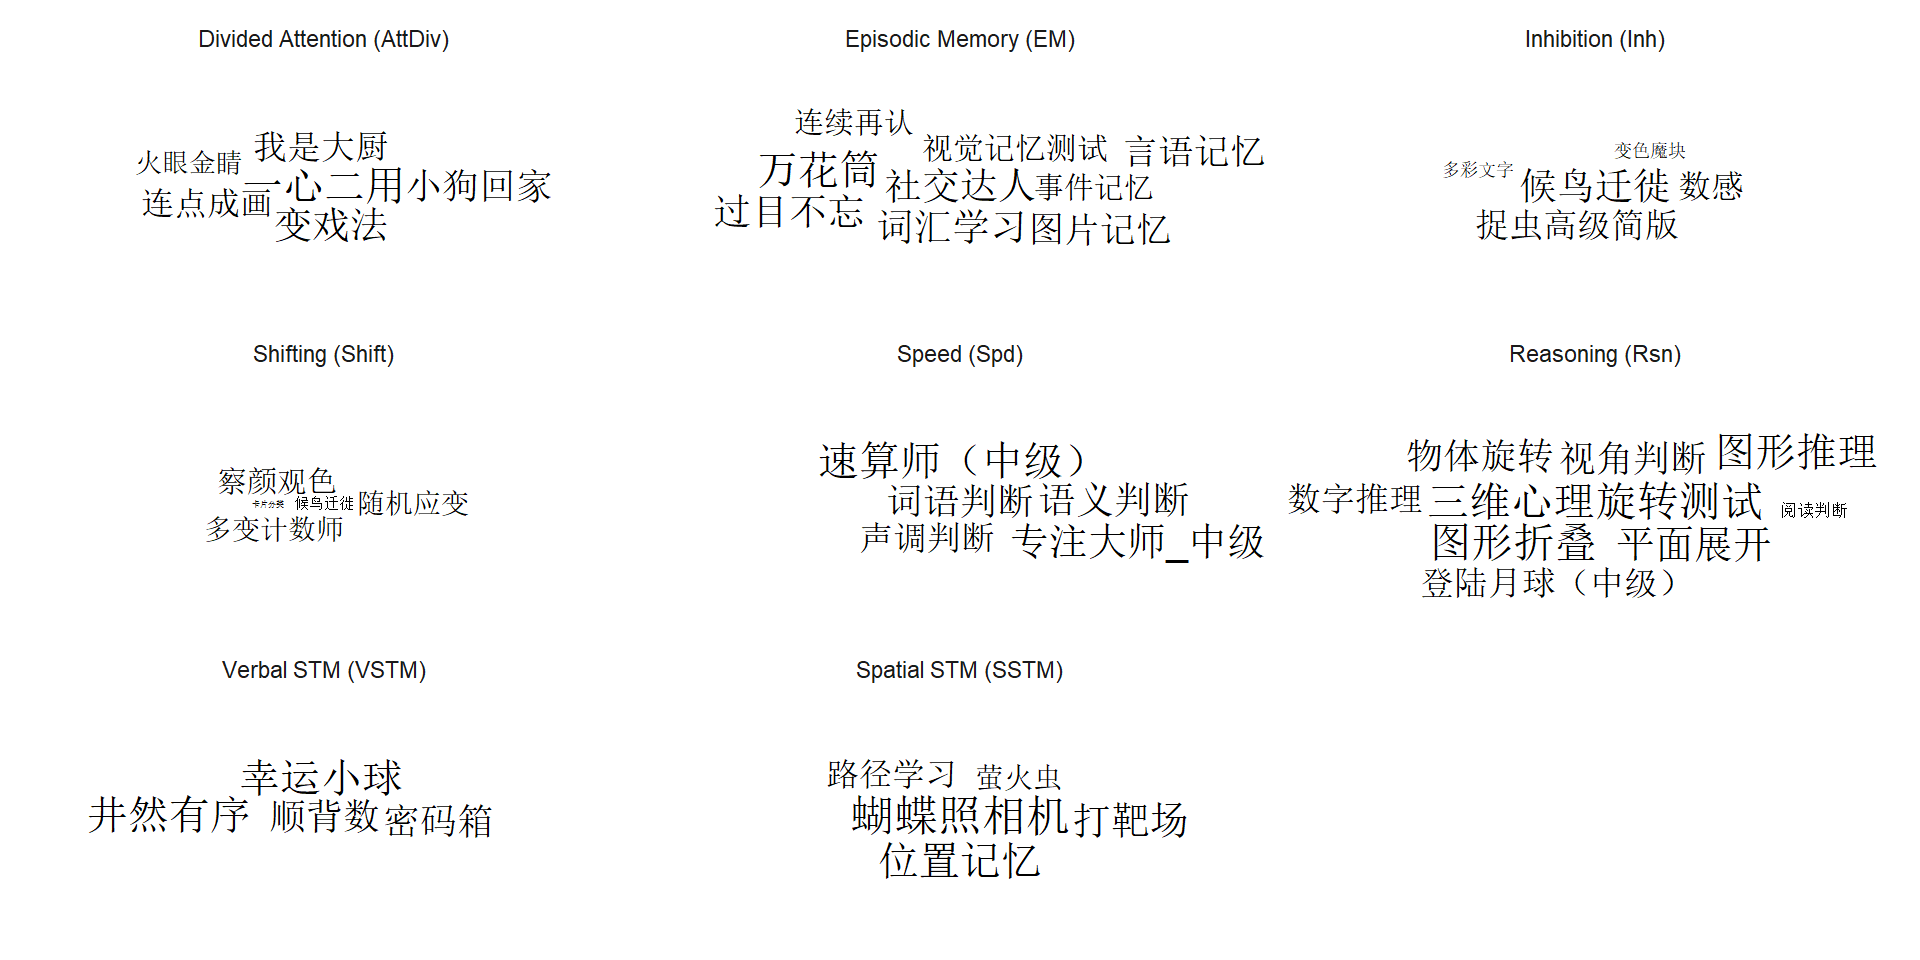 Divided Attention (AttDiv)
我是大厨
火眼金睛
一心二用
小狗回家
连点成画
变戏法
Episodic Memory (EM)
连续再认
视觉记忆测试
言语记忆
万花筒
社交达人
事件记忆
过目不忘
词汇学习
图片记忆
Inhibition (Inh)
变色魔块
多彩文字
候鸟迁徙
数感
捉虫高级简版
Shifting (Shift)
察颜观色
卡片分类
候鸟迁徙
随机应变
多变计数师
Speed (Spd)
速算师（中级）
词语判断
语义判断
声调判断
专注大师_中级
Reasoning (Rsn)
物体旋转
视角判断
图形推理
数字推理
三维心理旋转测试
阅读判断
图形折叠
平面展开
登陆月球（中级）
Verbal STM (VSTM)
幸运小球
井然有序
顺背数
密码箱
Spatial STM (SSTM)
路径学习
萤火虫
蝴蝶照相机
打靶场
位置记忆